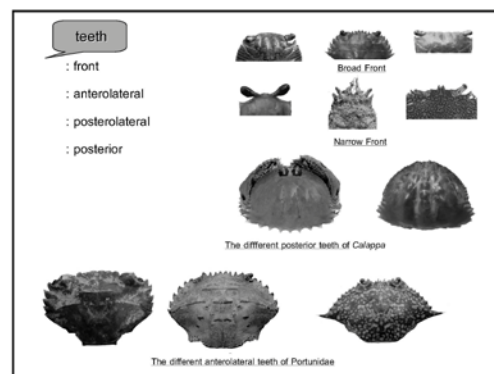 teeth
: front
: anterolateral
: posterolateral
: posterior
Broad Front
Narrow Front
The diffferent posterior teeth of Calappa
The different anterolateral teeth of Portunidae